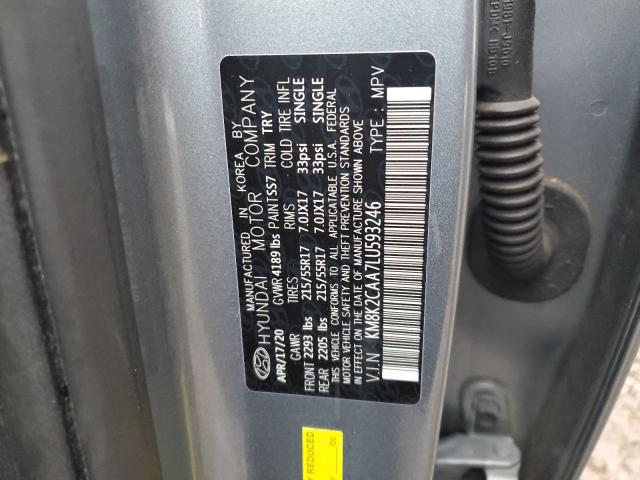 MANUFACTURED IN KOREA BY
HYUNDAI MOTOR COMPANY
APR/17/20 GVWR 4189 lbs PAINT SS7 TRIM TRY
GAWR TIRES RIMS COLD TIRE INFL
FRONT 2293 lbs 215/55R17 7.0JX17 33psi SINGLE
REAR 2205 lbs 215/55R17 7.0JX17 33psi SINGLE
THIS VEHICLE CONFORMS TO ALL APPLICABLE U.S.A. FEDERAL
MOTOR VEHICLE SAFETY AND THEFT PREVENTION STANDARDS
IN EFFECT ON THE DATE OF MANUFACTURE SHOWN ABOVE
V.I.N KM8K2CAA7LU593246 TYPE : MPV
Y REDUCED